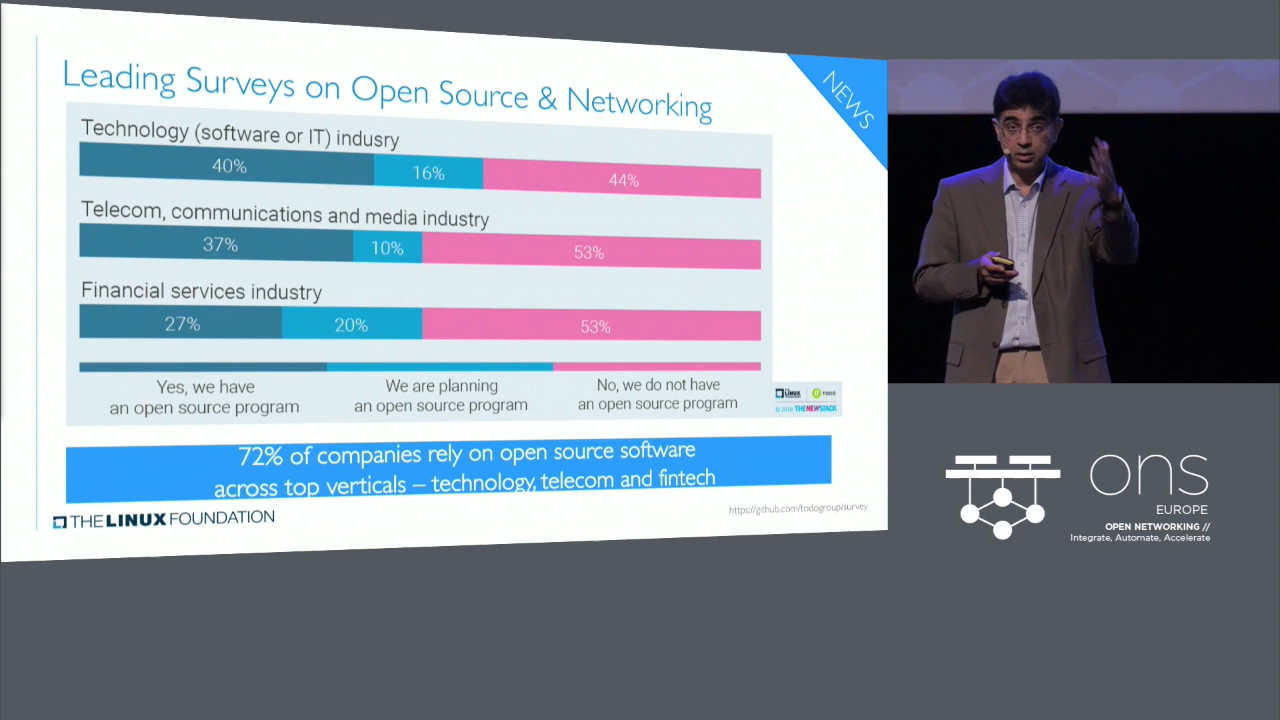 Leading Surveys on Open Source & Networking
NEWS
Technology (software or IT) indusry
40% 16% 44%
Telecom, communications and media industry
37% 10% 53%
Financial services industry
27% 20% 53%
Yes, we have
an open source program
We are planning
an open source program
No, we do not have
an open source program
LINUX
TODO
© 2018 THENEWSTACK
72% of companies rely on open source software
across top verticals – technology, telecom and fintech
THE LINUX FOUNDATION
https://github.com/todogroup/survey
ons
EUROPE
OPEN NETWORKING //
Integrate, Automate, Accelerate